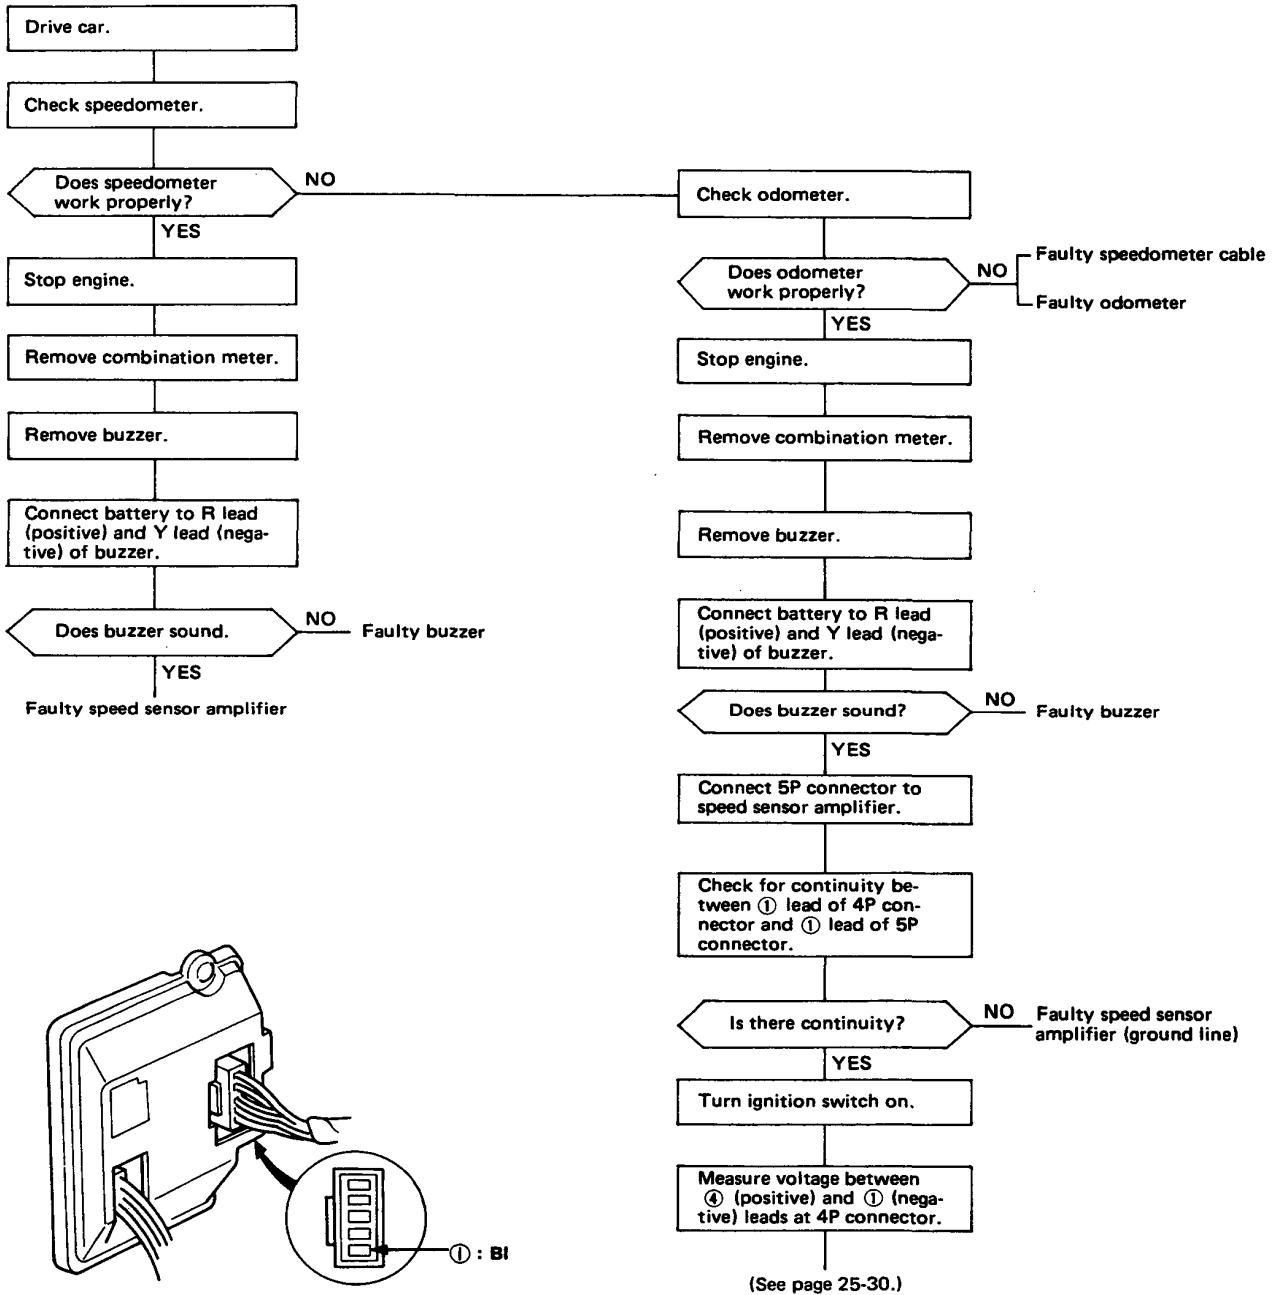 Drive car.
Check speedometer.
Does speedometer
work properly?
NO
YES
Stop engine.
Remove combination meter.
Remove buzzer.
Connect battery to R lead
(positive) and Y lead (nega-
tive) of buzzer.
Does buzzer sound.
NO
Faulty buzzer
YES
Faulty speed sensor amplifier
Check odometer.
Does odometer
work properly?
NO
Faulty speedometer cable
Faulty odometer
YES
Stop engine.
Remove combination meter.
Remove buzzer.
Connect battery to R lead
(positive) and Y lead (nega-
tive) of buzzer.
Does buzzer sound?
NO
Faulty buzzer
YES
Connect 5P connector to
speed sensor amplifier.
Check for continuity be-
tween ① lead of 4P con-
nector and ① lead of 5P
connector.
Is there continuity?
NO
Faulty speed sensor
amplifier (ground line)
YES
Turn ignition switch on.
Measure voltage between
④ (positive) and ① (nega-
tive) leads at 4P connector.
(See page 25-30.)
① : Bl